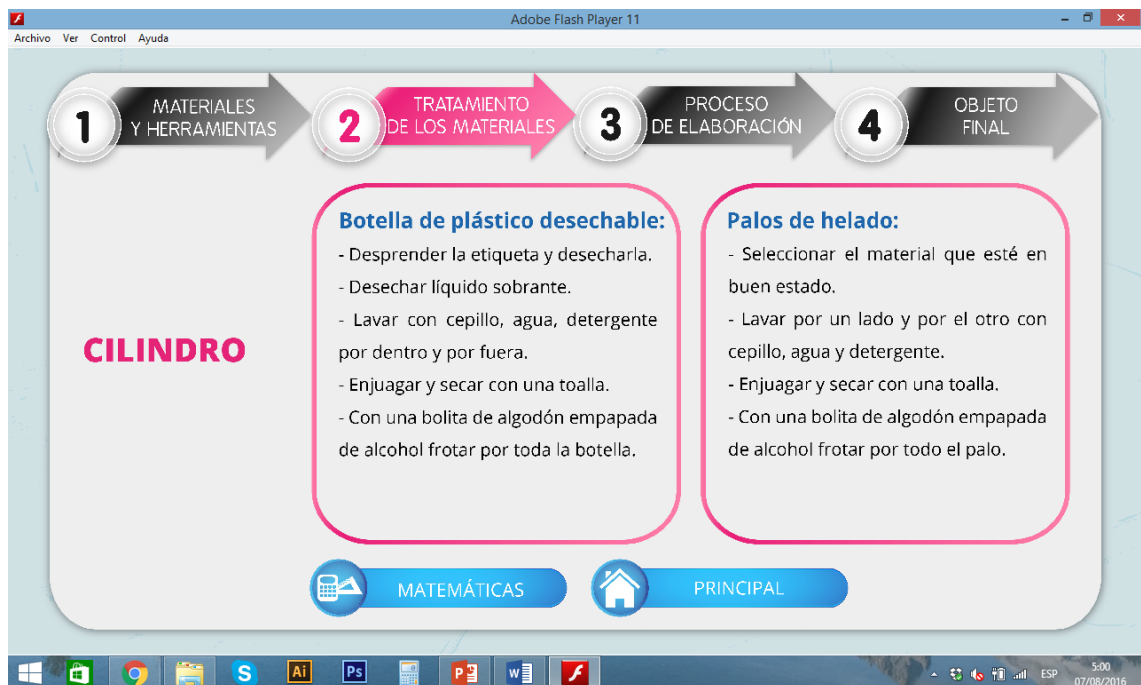 Adobe Flash Player 11
Archivo Ver Control Ayuda
1 MATERIALES
Y HERRAMIENTAS
2 TRATAMIENTO
DE LOS MATERIALES
3 PROCESO
DE ELABORACIÓN
4 OBJETO
FINAL
CILINDRO
Botella de plástico desechable:
- Desprender la etiqueta y desecharla.
- Desechar líquido sobrante.
- Lavar con cepillo, agua, detergente
por dentro y por fuera.
- Enjuagar y secar con una toalla.
- Con una bolita de algodón empapada
de alcohol frotar por toda la botella.
Palos de helado:
- Seleccionar el material que esté en
buen estado.
- Lavar por un lado y por el otro con
cepillo, agua y detergente.
- Enjuagar y secar con una toalla.
- Con una bolita de algodón empapada
de alcohol frotar por todo el palo.
MATEMÁTICAS
PRINCIPAL
S Ai Ps P W
ESP
5:00
07/08/2016